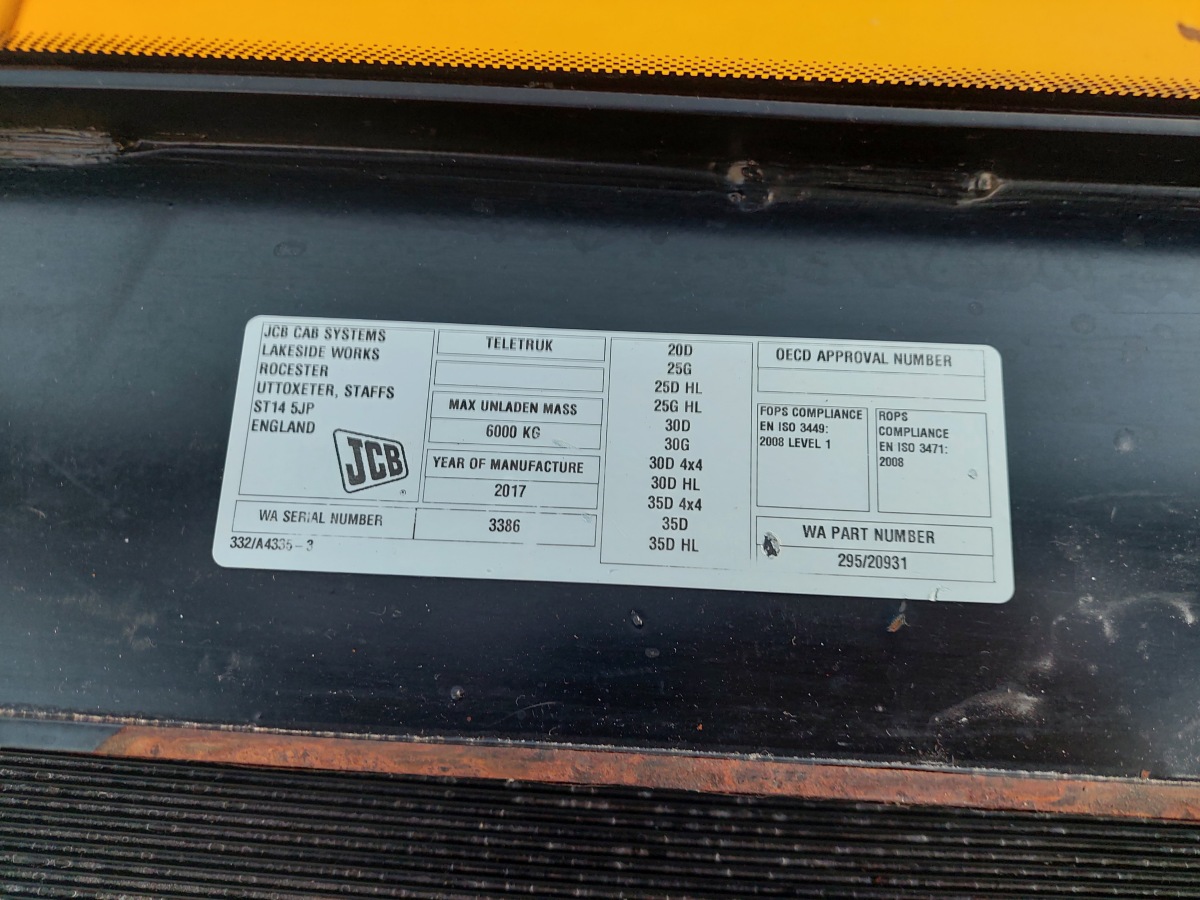 JCB CAB SYSTEMS
LAKESIDE WORKS
ROCESTER
UTTOXETER, STAFFS
ST14 5JP
ENGLAND
JCB
WA SERIAL NUMBER
332/A4335-3
TELETRUK
MAX UNLADEN MASS
6000 KG
YEAR OF MANUFACTURE
2017
3386
20D
25G
25D HL
25G HL
30D
30G
30D 4x4
30D HL
35D 4x4
35D
35D HL
OECD APPROVAL NUMBER
FOPS COMPLIANCE
EN ISO 3449:
2008 LEVEL 1
ROPS
COMPLIANCE
EN ISO 3471:
2008
WA PART NUMBER
295/20931